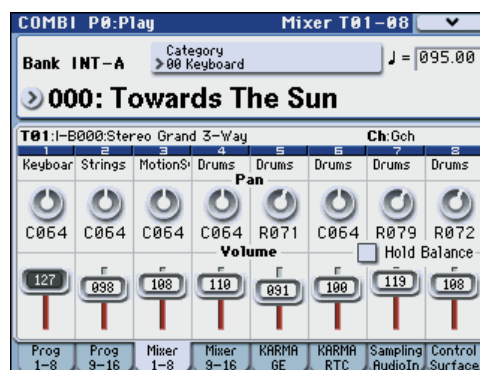 COMBI P0:Play Mixer T01-08
Bank INT-A
Category
>00 Keyboard
♩ = 095.00
000: Towards The Sun
T01:I-B000:Stereo Grand 3-Way Ch:Gch
1 2 3 4 5 6 7 8
Keyboar Strings MotionS Drums Drums Drums Drums Drums
Pan
C064 C064 C064 C064 R071 C064 R079 R072
Volume Hold Balance
127 098 108 110 091 100 119 108
Prog 1-8 Prog 9-16 Mixer 1-8 Mixer 9-16 KARMA GE KARMA RTC Sampling AudioIn Control Surface